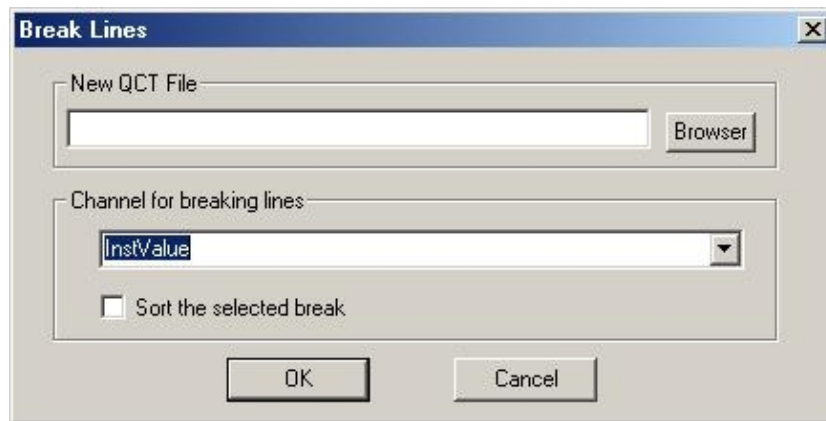 Break Lines
New QCT File
Browser
Channel for breaking lines
InstValue
Sort the selected break
OK
Cancel